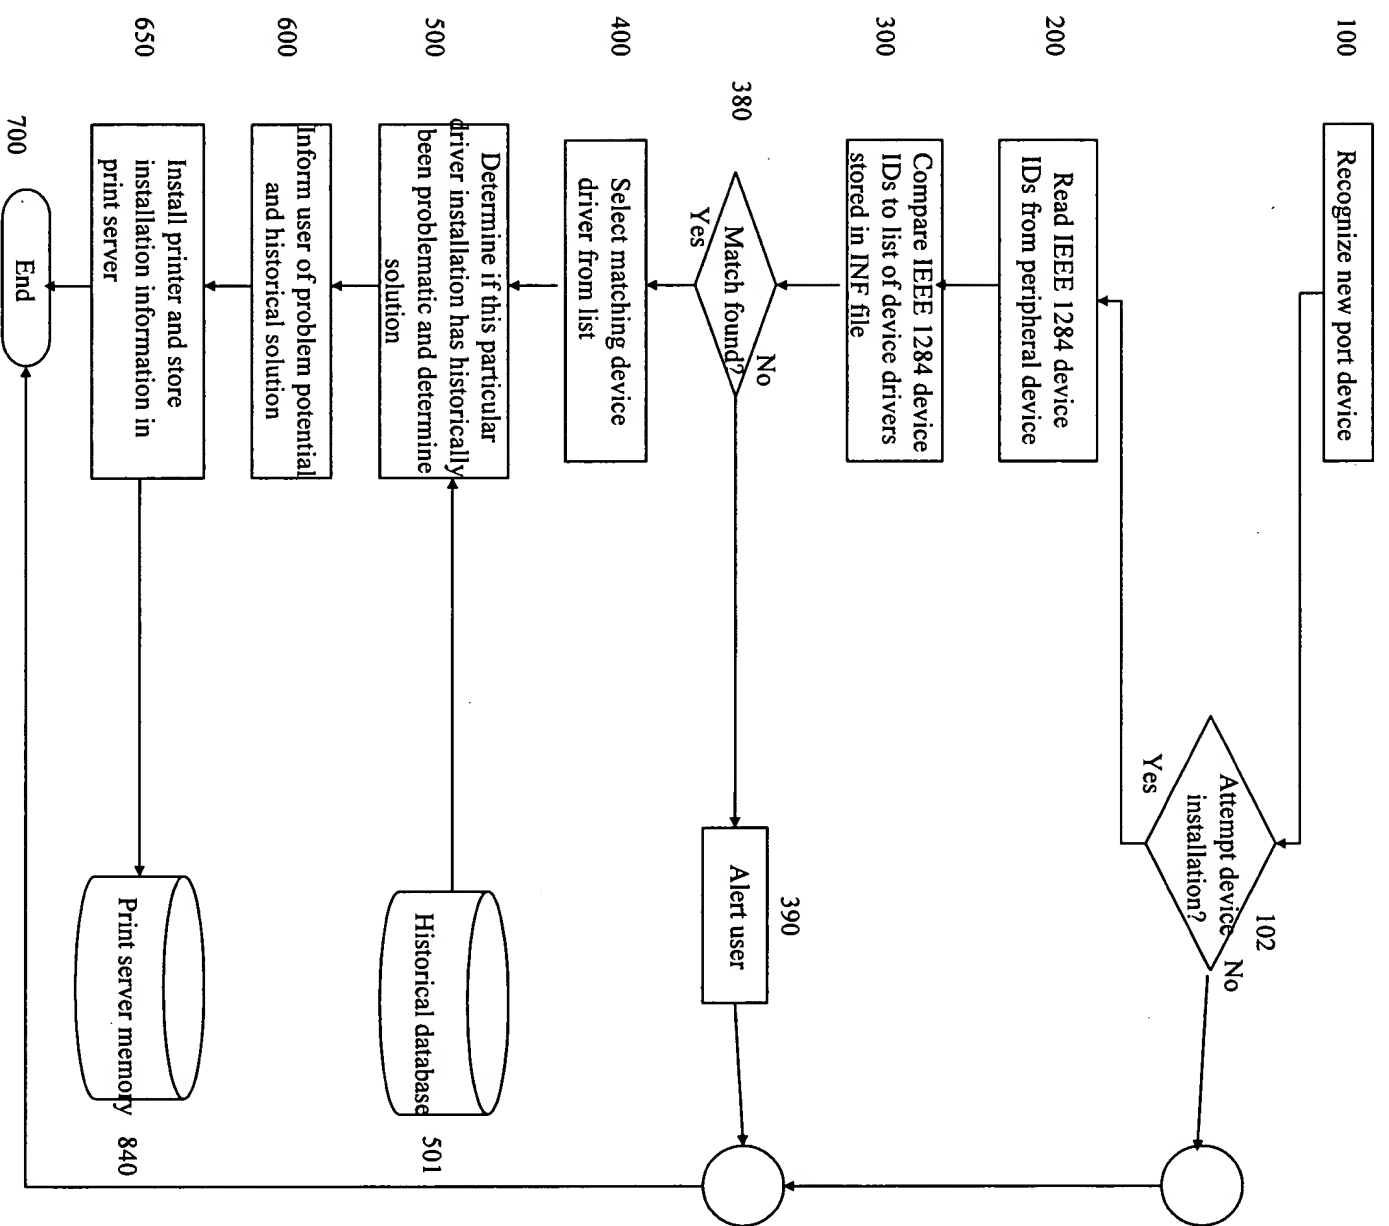 100
Recognize new port device
102
Attempt device
installation?
No
Yes
200
Read IEEE 1284 device
IDs from peripheral device
300
Compare IEEE 1284 device
IDs to list of device drivers
stored in INF file
380
Match found?
No
Yes
390
Alert user
400
Select matching device
driver from list
500
Determine if this particular
driver installation has historically
been problematic and determine
solution
Historical database
501
600
Inform user of problem potential
and historical solution
650
Install printer and store
installation information in
print server
Print server memory
840
700
End